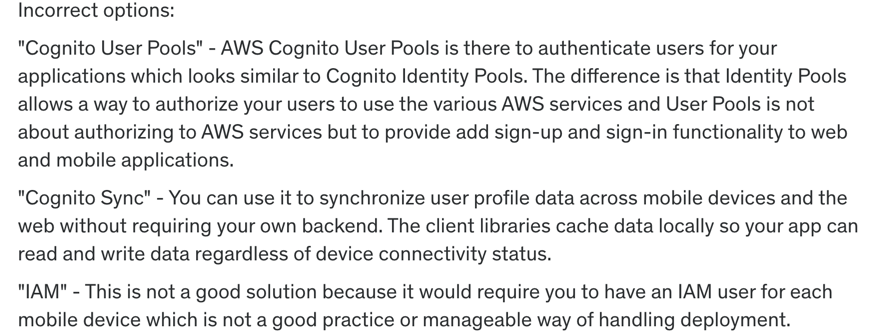 Incorrect options:
"Cognito User Pools" - AWS Cognito User Pools is there to authenticate users for your
applications which looks similar to Cognito Identity Pools. The difference is that Identity Pools
allows a way to authorize your users to use the various AWS services and User Pools is not
about authorizing to AWS services but to provide add sign-up and sign-in functionality to web
and mobile applications.
"Cognito Sync" - You can use it to synchronize user profile data across mobile devices and the
web without requiring your own backend. The client libraries cache data locally so your app can
read and write data regardless of device connectivity status.
"IAM" - This is not a good solution because it would require you to have an IAM user for each
mobile device which is not a good practice or manageable way of handling deployment.